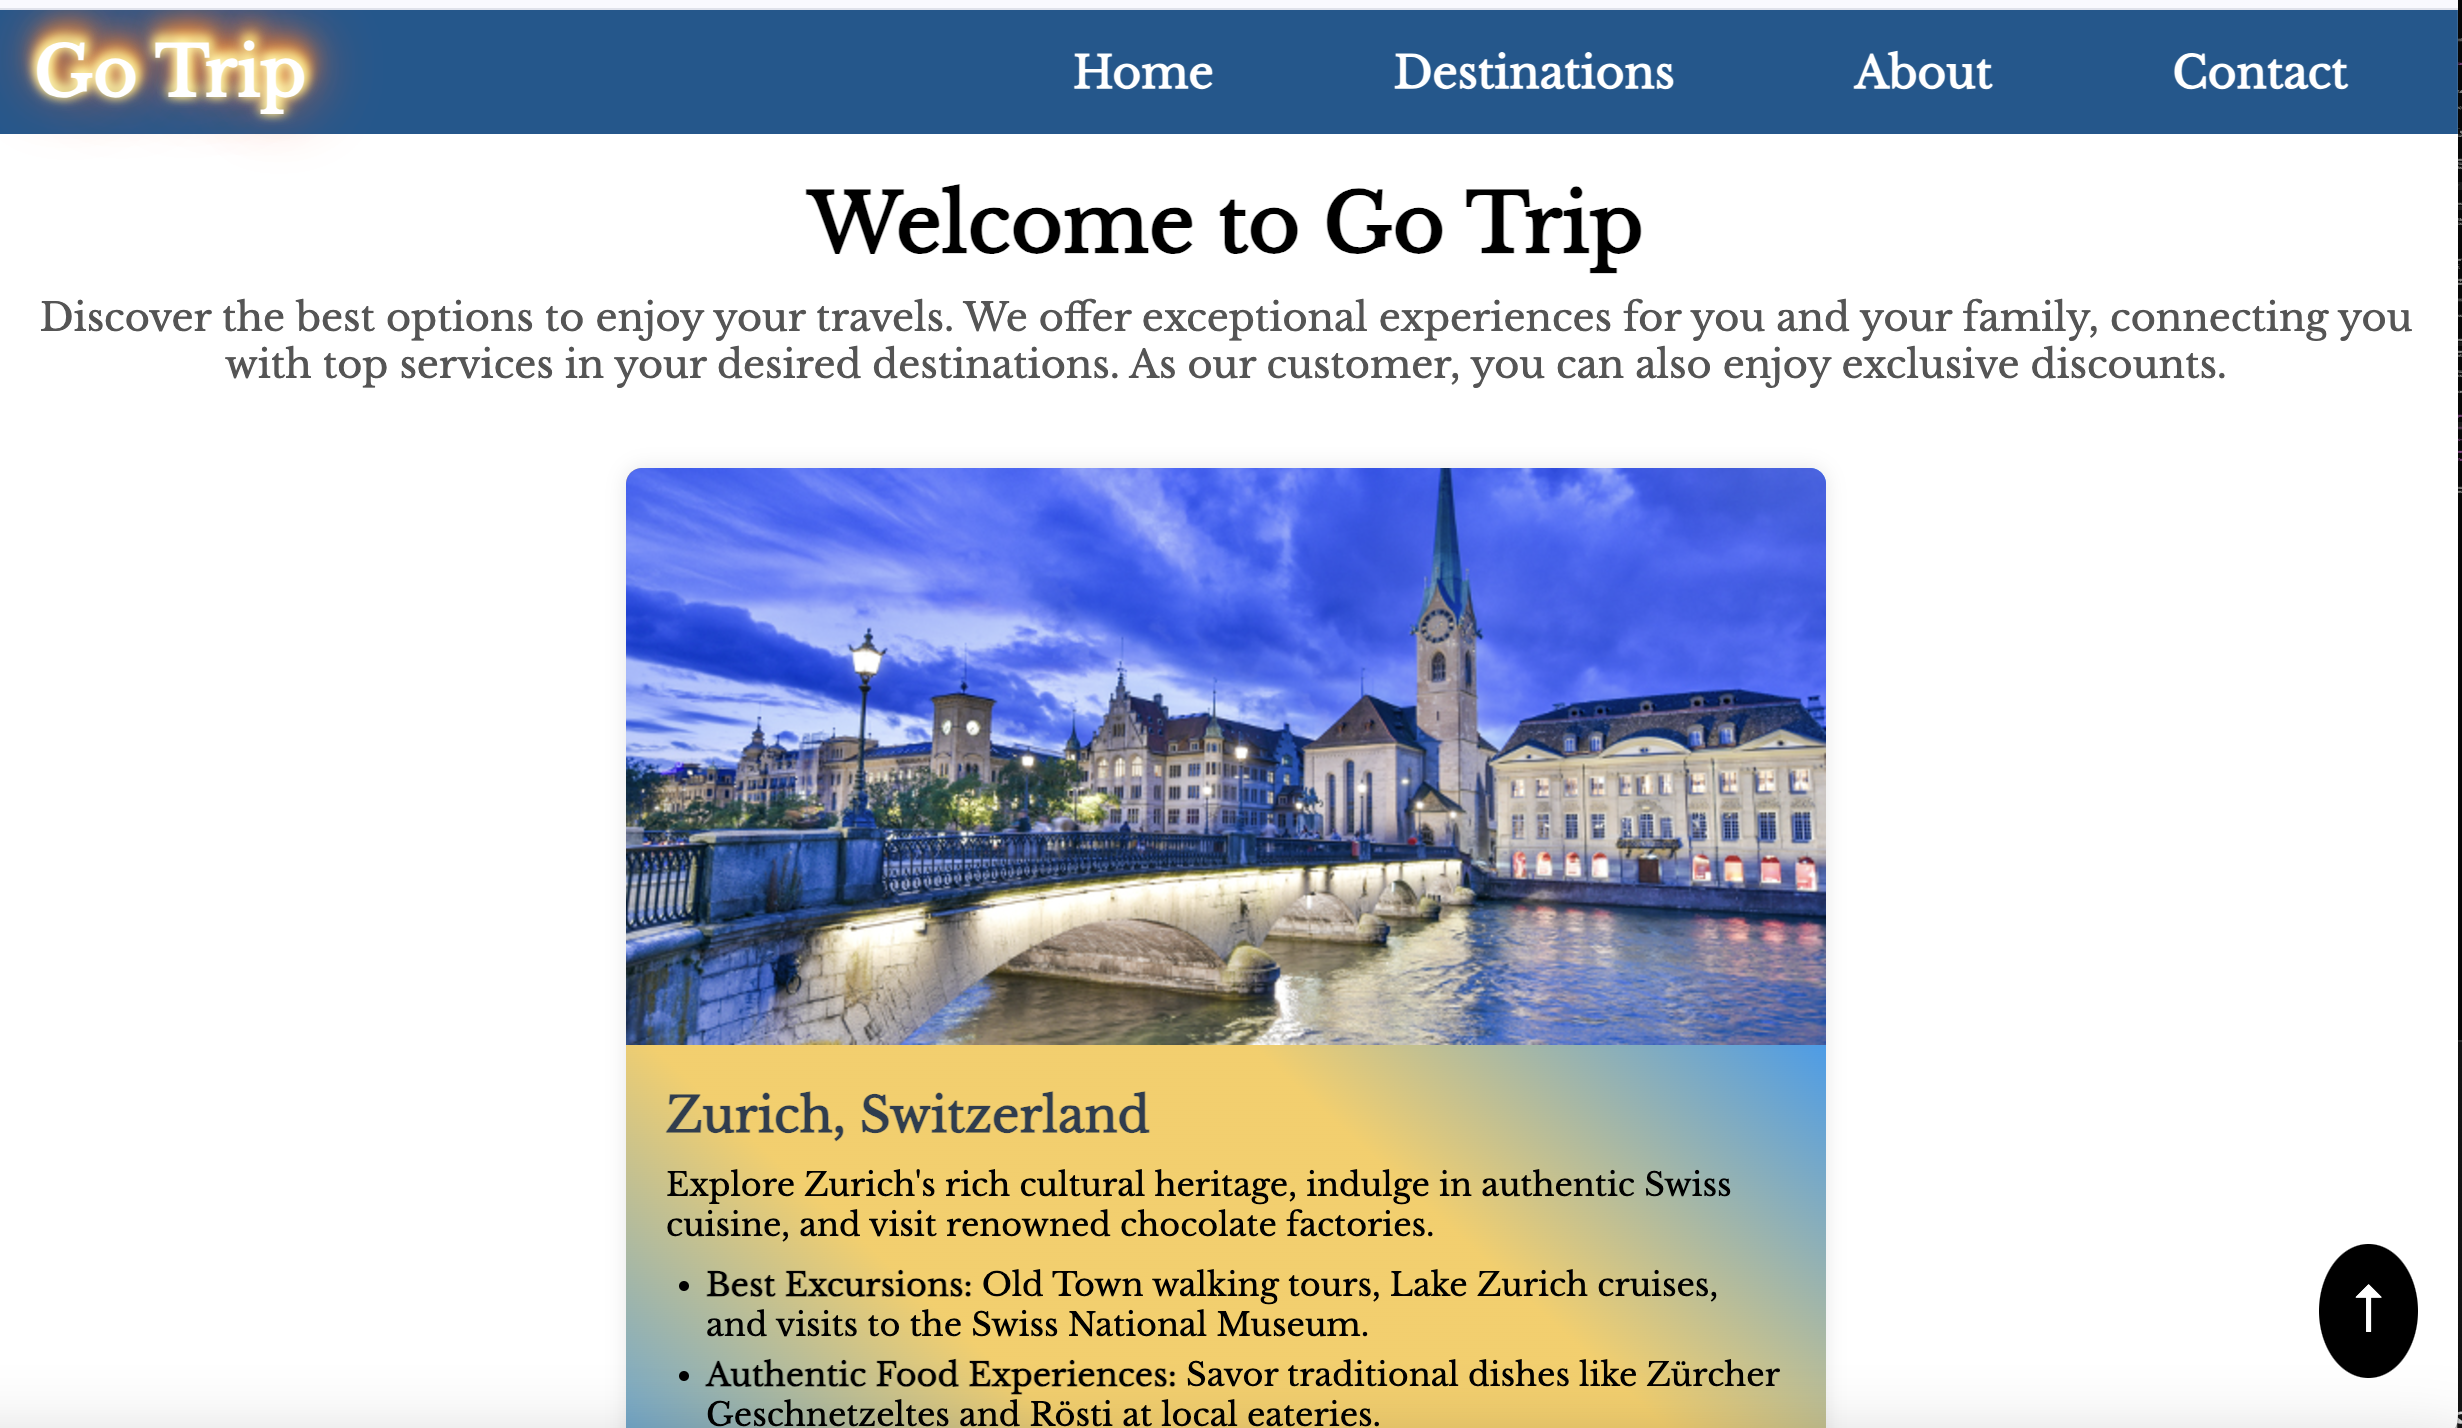 Go Trip
Home Destinations About Contact
Welcome to Go Trip
Discover the best options to enjoy your travels. We offer exceptional experiences for you and your family, connecting you
with top services in your desired destinations. As our customer, you can also enjoy exclusive discounts.
Zurich, Switzerland
Explore Zurich's rich cultural heritage, indulge in authentic Swiss
cuisine, and visit renowned chocolate factories.
• Best Excursions: Old Town walking tours, Lake Zurich cruises,
and visits to the Swiss National Museum.
• Authentic Food Experiences: Savor traditional dishes like Zürcher
Geschnetzeltes and Rösti at local eateries.
↑